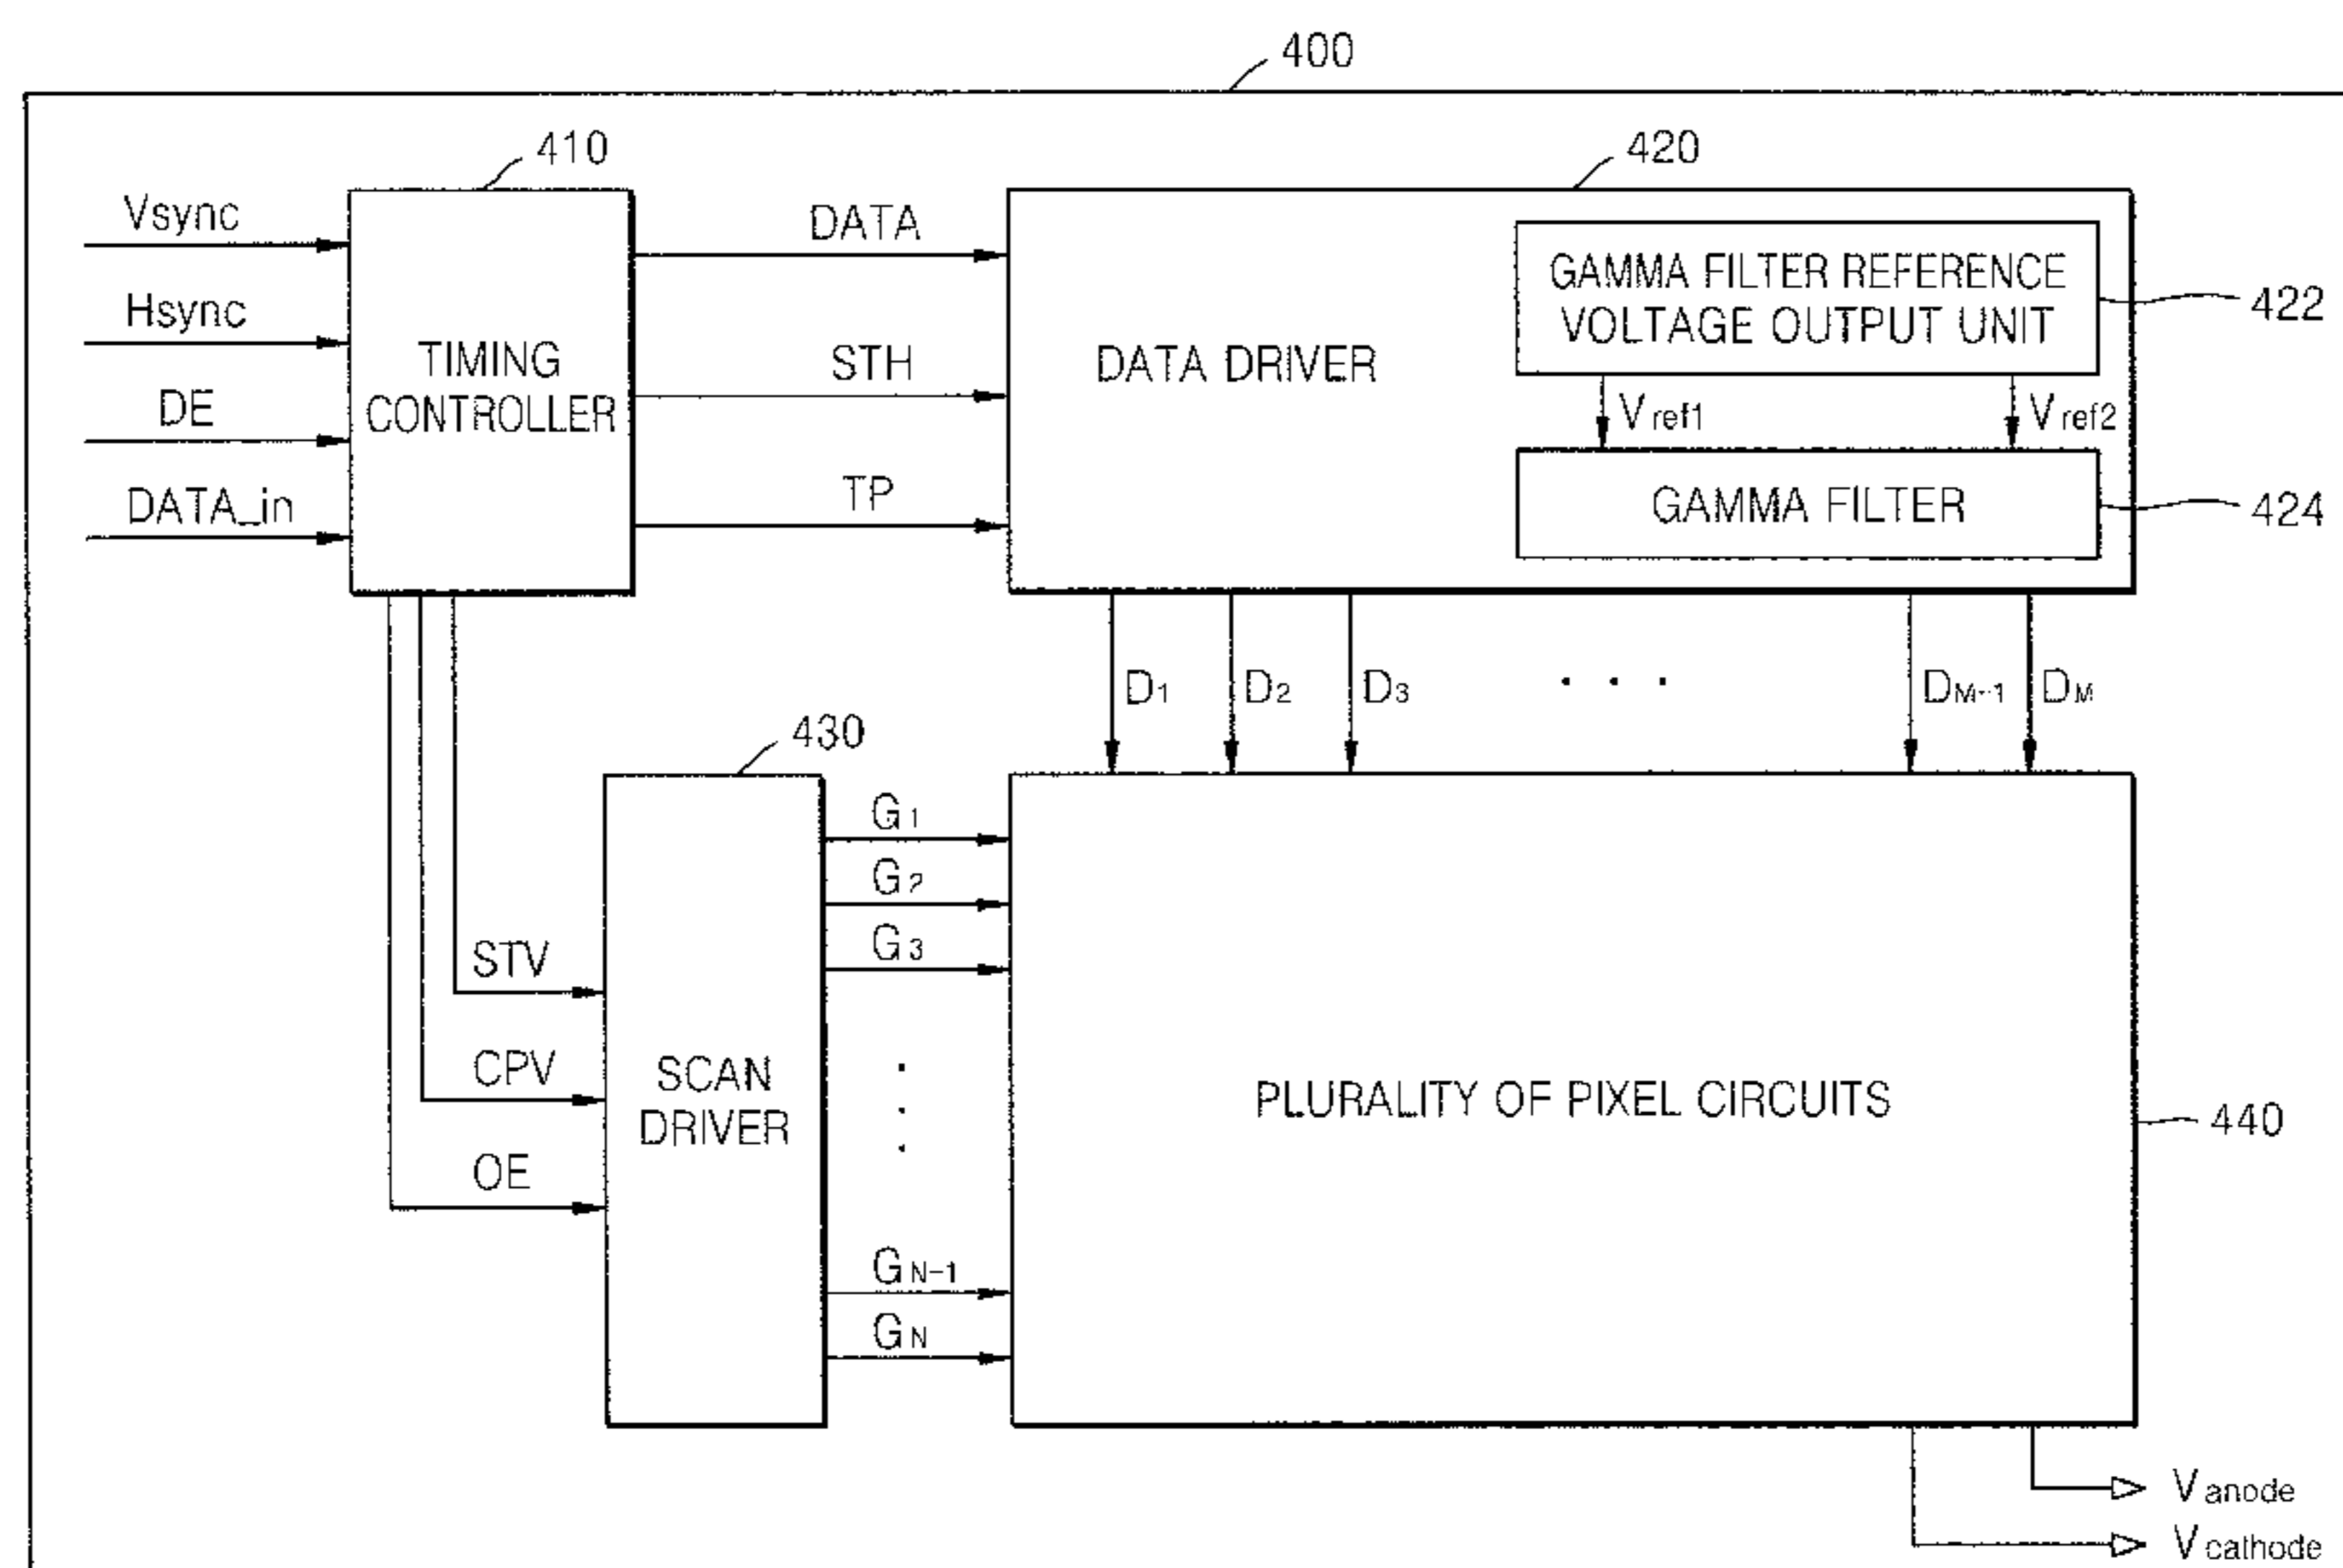 400
410
420
Vsync
Hsync
DE
DATA_in
TIMING
CONTROLLER
DATA
STH
TP
DATA DRIVER
GAMMA FILTER REFERENCE
VOLTAGE OUTPUT UNIT
422
Vref1
Vref2
GAMMA FILTER
424
D1
D2
D3
. . .
DM-1
DM
430
STV
CPV
OE
SCAN
DRIVER
G1
G2
G3
.
.
.
GN-1
GN
PLURALITY OF PIXEL CIRCUITS
440
Vanode
Vcathode